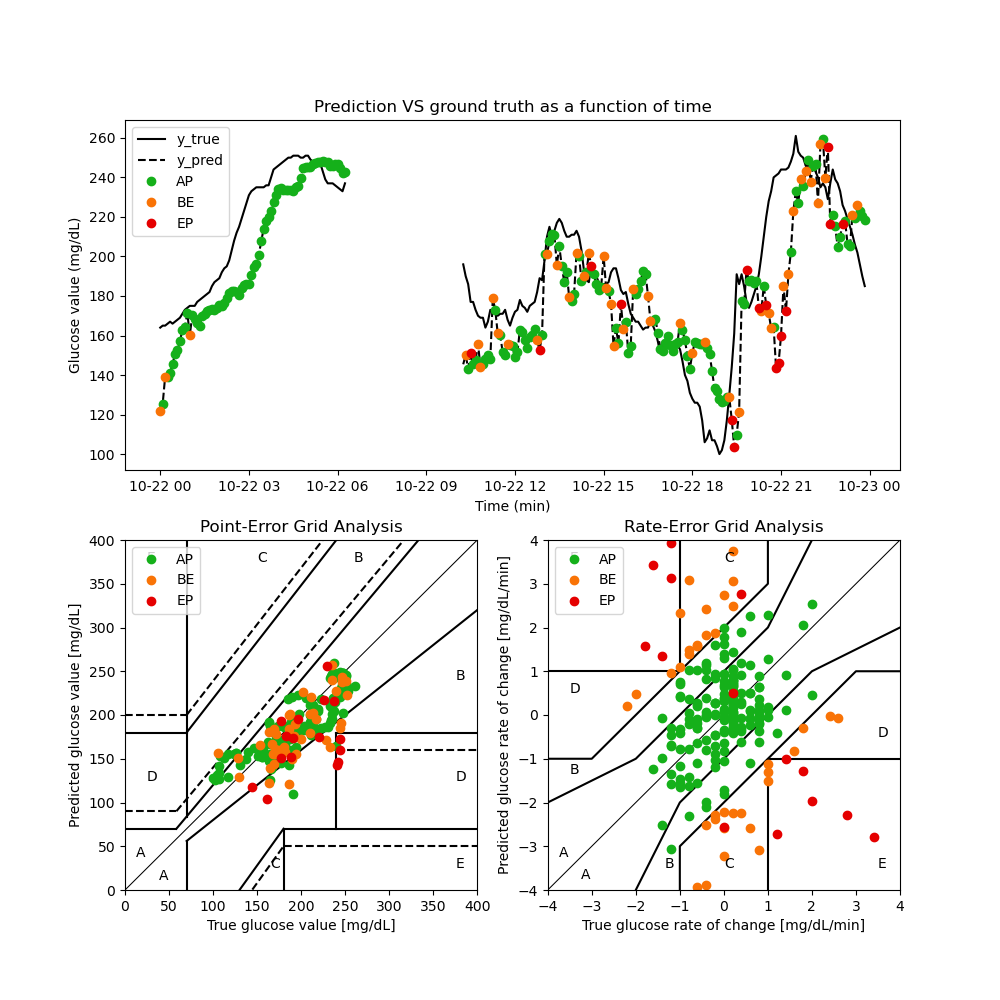 Prediction VS ground truth as a function of time
Glucose value (mg/dL)
260
240
220
200
180
160
140
120
100
y_true
y_pred
AP
BE
EP
10-22 00 10-22 03 10-22 06 10-22 09 10-22 12 10-22 15 10-22 18 10-22 21 10-23 00
Time (min)
Point-Error Grid Analysis
Predicted glucose value [mg/dL]
400
350
300
250
200
150
100
50
0
AP
BE
EP
C
B
B
D
D
A
A
C
E
0 50 100 150 200 250 300 350 400
True glucose value [mg/dL]
Rate-Error Grid Analysis
Predicted glucose rate of change [mg/dL/min]
4
3
2
1
0
−1
−2
−3
−4
AP
BE
EP
C
D
D
B
A
A
B
C
E
−4 −3 −2 −1 0 1 2 3 4
True glucose rate of change [mg/dL/min]